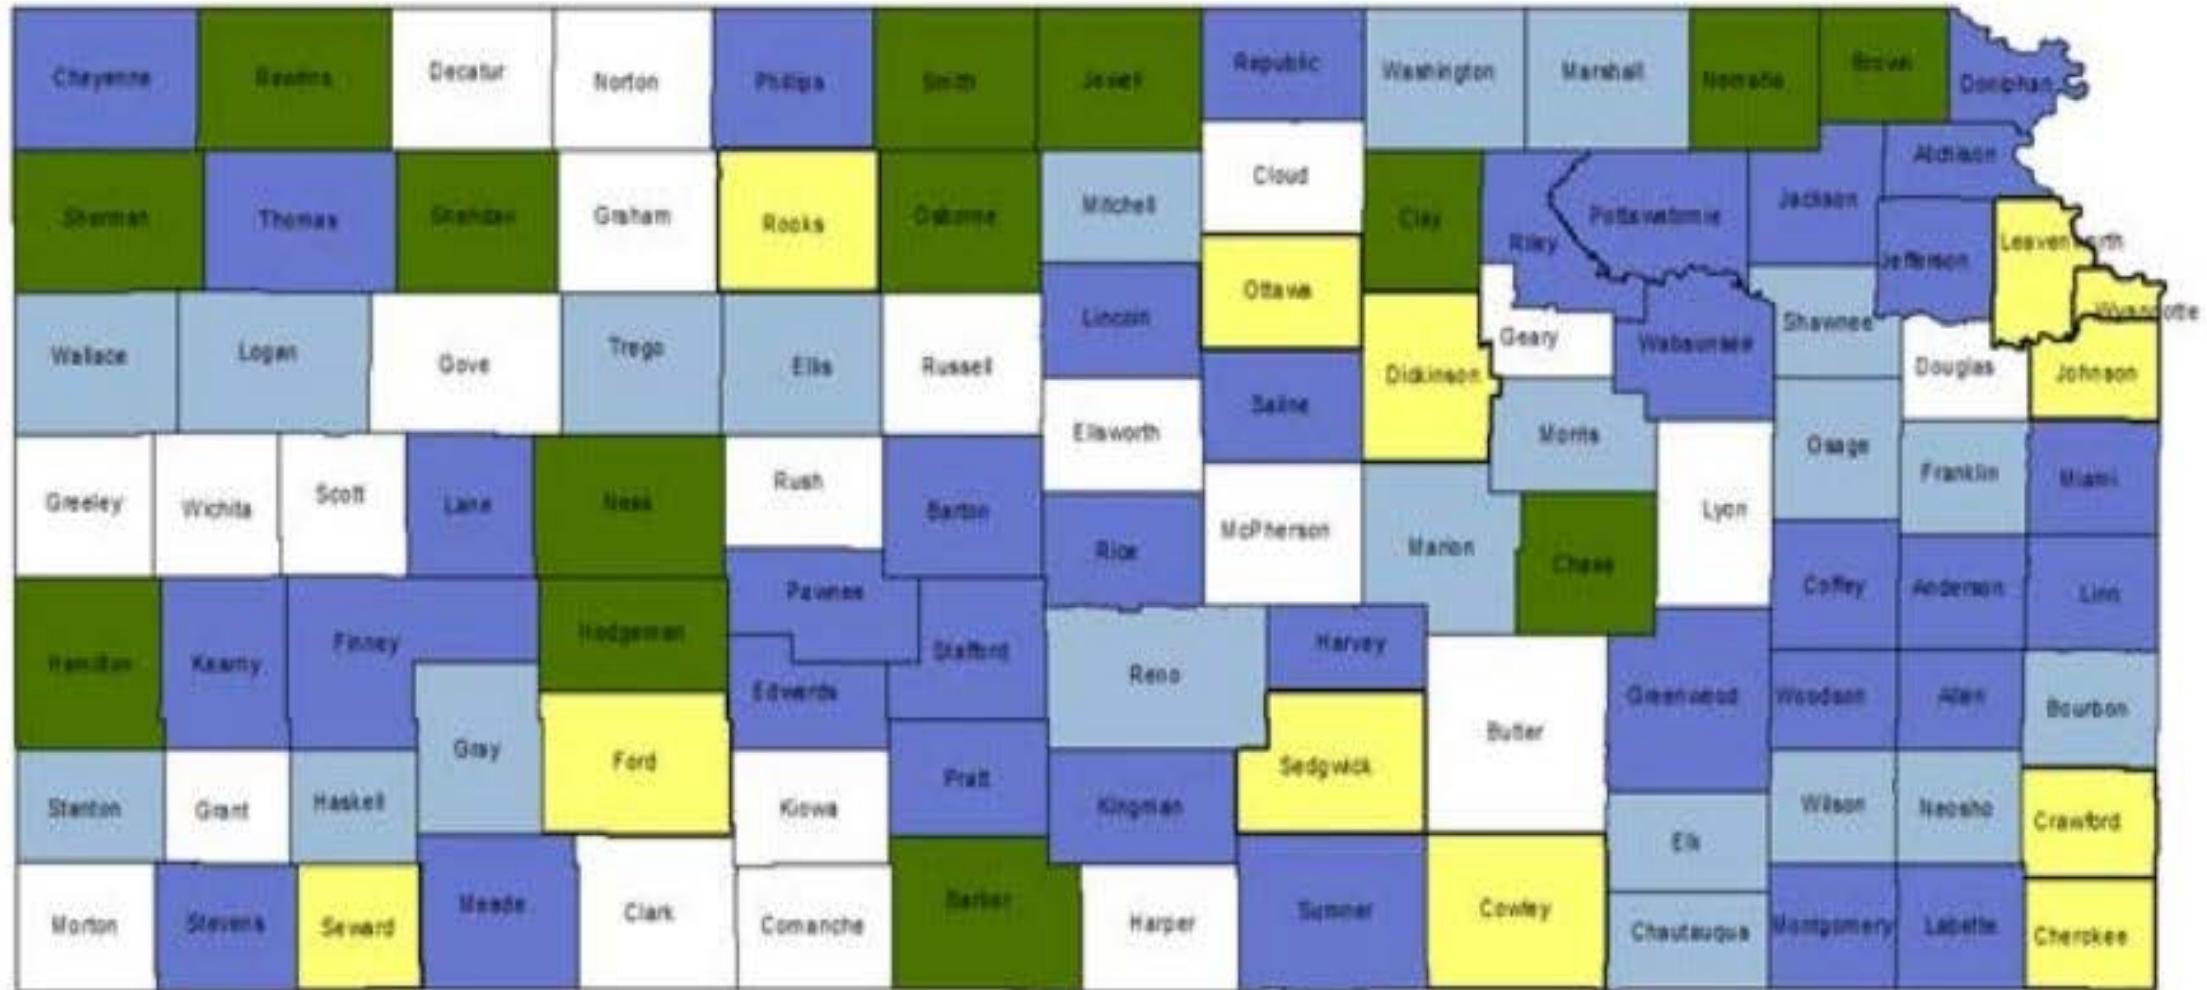 Cheyenne
Rawlins
Decatur
Norton
Phillips
Smith
Jewell
Republic
Washington
Marshall
Nemaha
Brown
Doniphan
Sherman
Thomas
Sheridan
Graham
Rooks
Osborne
Mitchell
Cloud
Clay
Riley
Pottawatomie
Jackson
Atchison
Jefferson
Leavenworth
Wyandotte
Wallace
Logan
Gove
Trego
Ellis
Russell
Lincoln
Ottawa
Saline
Dickinson
Geary
Wabaunsee
Shawnee
Douglas
Johnson
Greeley
Wichita
Scott
Lane
Ness
Rush
Barton
Ellsworth
Rice
McPherson
Marion
Morris
Chase
Lyon
Osage
Franklin
Miami
Hamilton
Kearny
Finney
Hodgeman
Pawnee
Edwards
Stafford
Reno
Harvey
Butler
Greenwood
Coffey
Anderson
Linn
Woodson
Allen
Bourbon
Stanton
Grant
Haskell
Gray
Ford
Kiowa
Pratt
Kingman
Sedgwick
Elk
Wilson
Neosho
Crawford
Morton
Stevens
Seward
Meade
Clark
Comanche
Barber
Harper
Sumner
Cowley
Chautauqua
Montgomery
Labette
Cherokee